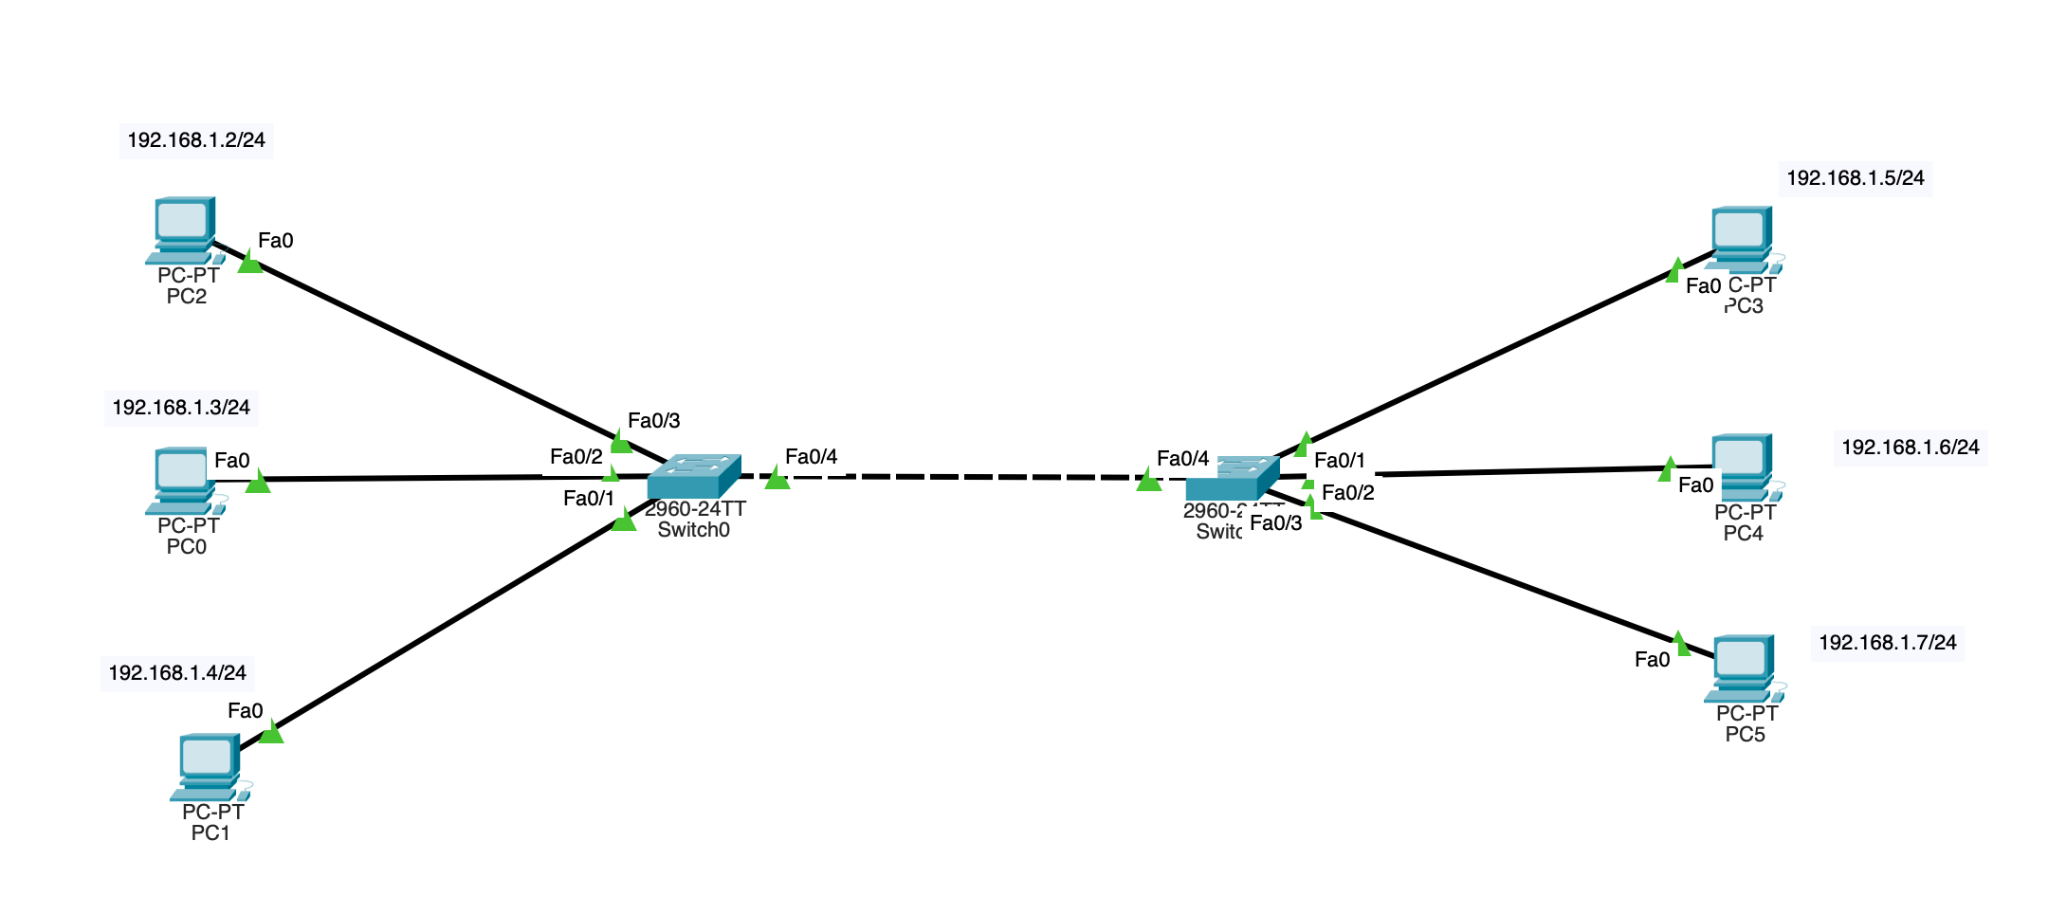 192.168.1.2/24
Fa0
PC-PT
PC2
192.168.1.3/24
Fa0
PC-PT
PC0
192.168.1.4/24
Fa0
PC-PT
PC1
Fa0/3
Fa0/2
Fa0/1
Fa0/4
2960-24TT
Switch0
Fa0/4
Fa0/1
Fa0/2
Fa0/3
192.168.1.5/24
Fa0
PC3
192.168.1.6/24
Fa0
PC-PT
PC4
192.168.1.7/24
Fa0
PC-PT
PC5